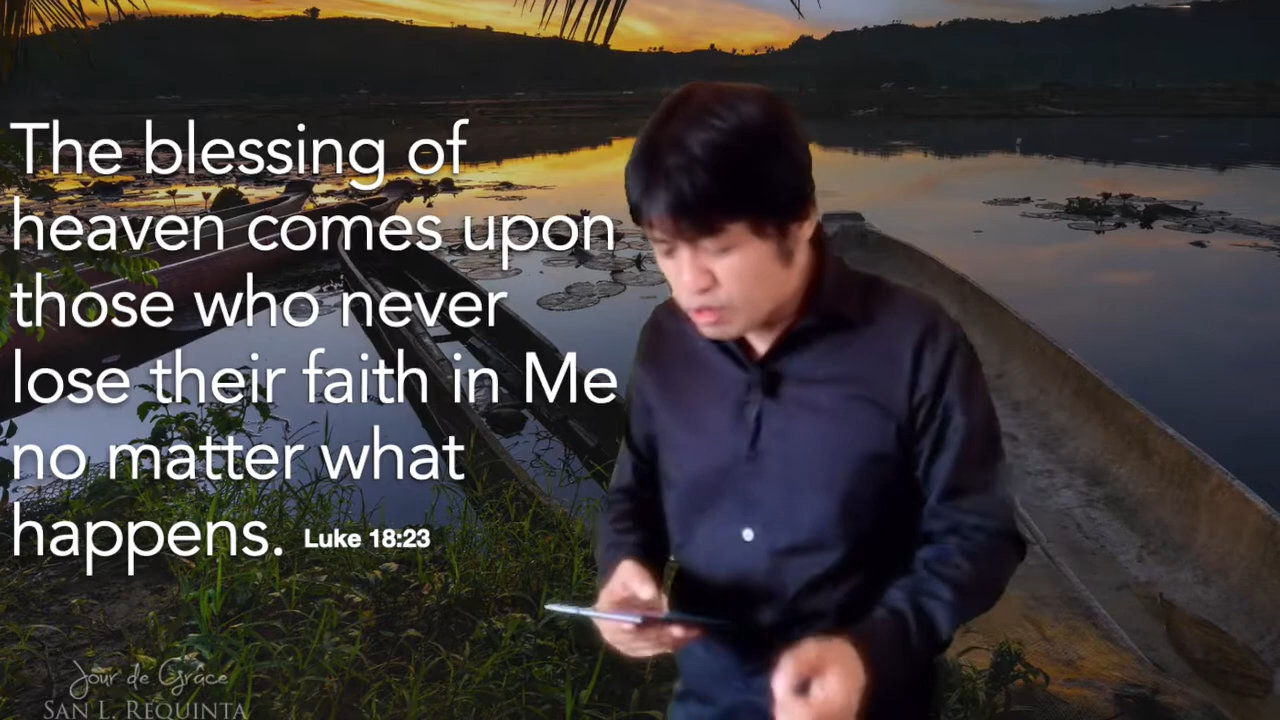 The blessing of
heaven comes upon
those who never
lose their faith in Me
no matter what
happens. Luke 18:23
Jour de Grâce
SAN L. REQUINTA